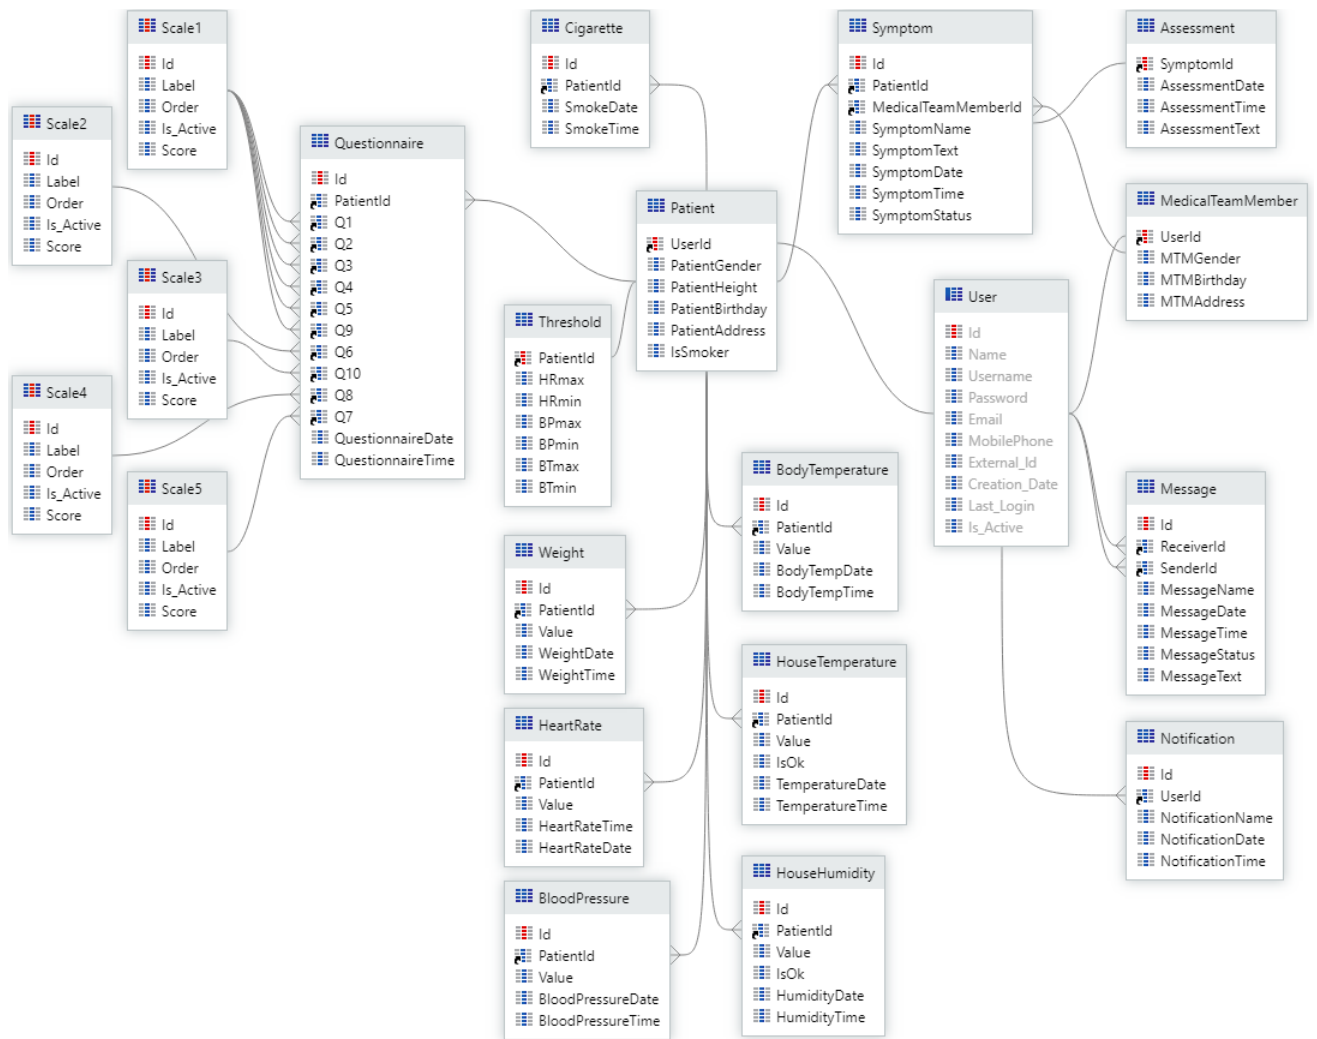 Scale1
Id
Label
Order
Is_Active
Score
Scale2
Id
Label
Order
Is_Active
Score
Scale3
Id
Label
Order
Is_Active
Score
Scale4
Id
Label
Order
Is_Active
Score
Scale5
Id
Label
Order
Is_Active
Score
Questionnaire
Id
PatientId
Q1
Q2
Q3
Q4
Q5
Q9
Q6
Q10
Q8
Q7
QuestionnaireDate
QuestionnaireTime
Cigarette
Id
PatientId
SmokeDate
SmokeTime
Patient
UserId
PatientGender
PatientHeight
PatientBirthday
PatientAddress
IsSmoker
Threshold
PatientId
HRmax
HRmin
BPmax
BPmin
BTmax
BTmin
Weight
Id
PatientId
Value
WeightDate
WeightTime
HeartRate
Id
PatientId
Value
HeartRateTime
HeartRateDate
BloodPressure
Id
PatientId
Value
BloodPressureDate
BloodPressureTime
BodyTemperature
Id
PatientId
Value
BodyTempDate
BodyTempTime
HouseTemperature
Id
PatientId
Value
IsOk
TemperatureDate
TemperatureTime
HouseHumidity
Id
PatientId
Value
IsOk
HumidityDate
HumidityTime
Symptom
Id
PatientId
MedicalTeamMemberId
SymptomName
SymptomText
SymptomDate
SymptomTime
SymptomStatus
User
Id
Name
Username
Password
Email
MobilePhone
External_Id
Creation_Date
Last_Login
Is_Active
Assessment
SymptomId
AssessmentDate
AssessmentTime
AssessmentText
MedicalTeamMember
UserId
MTMGender
MTMBirthday
MTMAddress
Message
Id
ReceiverId
SenderId
MessageName
MessageDate
MessageTime
MessageStatus
MessageText
Notification
Id
UserId
NotificationName
NotificationDate
NotificationTime